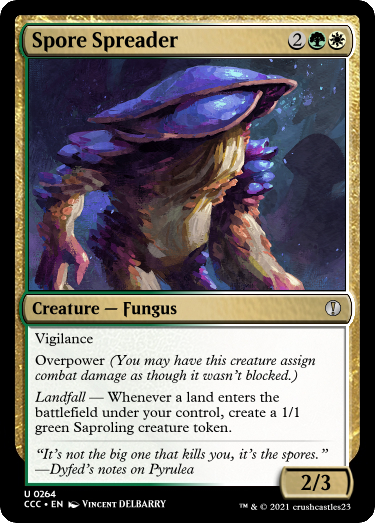 Spore Spreader 2
Creature — Fungus
Vigilance
Overpower (You may have this creature assign
combat damage as though it wasn't blocked.)
Landfall — Whenever a land enters the
battlefield under your control, create a 1/1
green Saproling creature token.
"It's not the big one that kills you, it's the spores."
—Dyfed's notes on Pyrulea
2/3
U 0264
CCC • EN Vincent DelBarry
™ & © 2021 crushcastles23